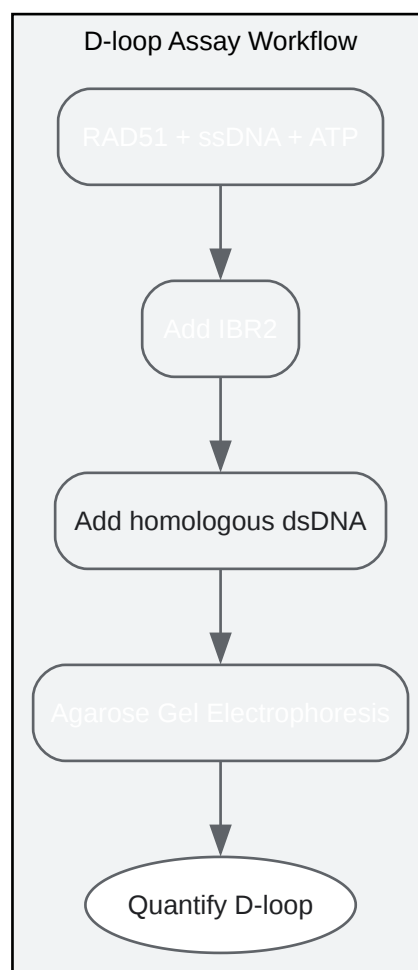 D-loop Assay Workflow
RAD51 + ssDNA + ATP
Add IBR2
Add homologous dsDNA
Agarose Gel Electrophoresis
Quantify D-loop